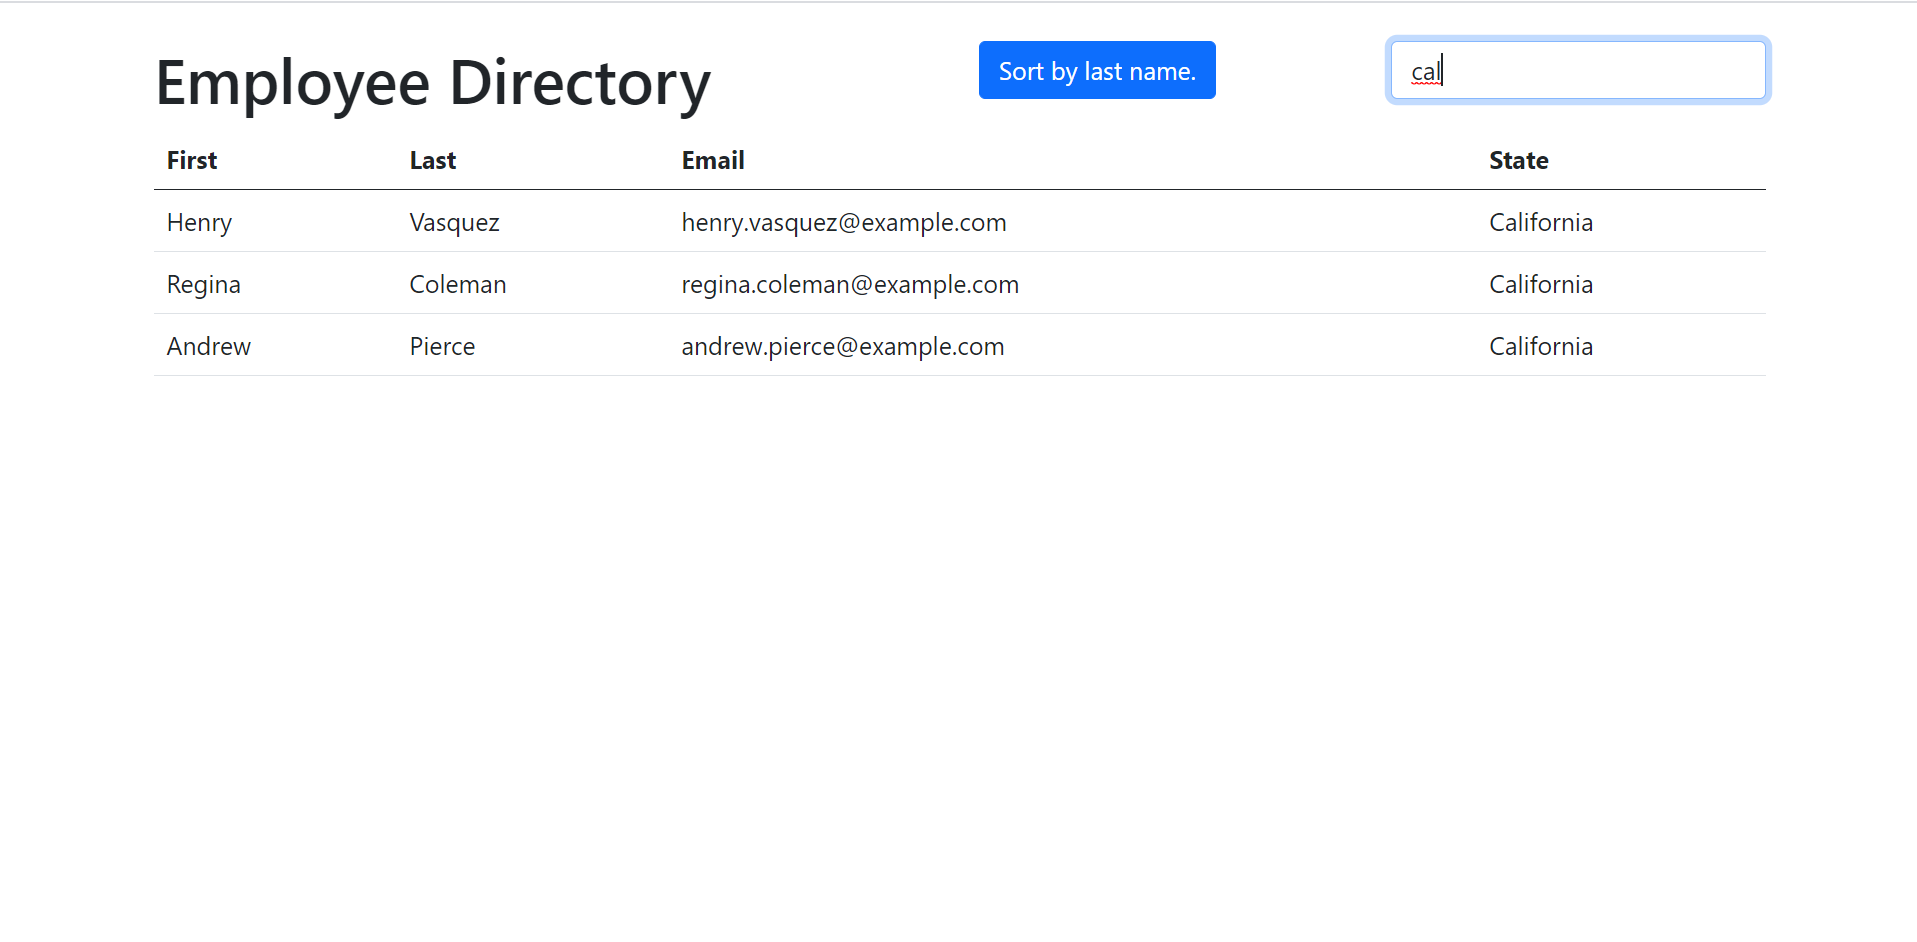 Employee Directory
Sort by last name.
cal
First Last Email State
Henry Vasquez henry.vasquez@example.com California
Regina Coleman regina.coleman@example.com California
Andrew Pierce andrew.pierce@example.com California